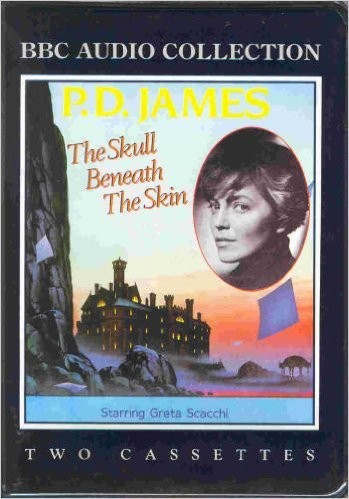 BBC AUDIO COLLECTION
P.D. JAMES
The Skull
Beneath
The Skin
Starring Greta Scacchi
TWO CASSETTES